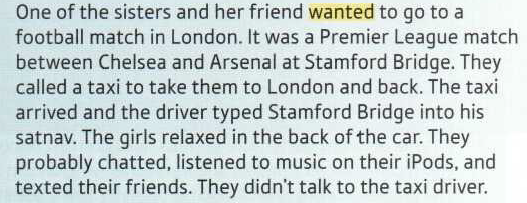 One of the sisters and her friend wanted to go to a
football match in London. It was a Premier League match
between Chelsea and Arsenal at Stamford Bridge. They
called a taxi to take them to London and back. The taxi
arrived and the driver typed Stamford Bridge into his
satnav. The girls relaxed in the back of the car. They
probably chatted, listened to music on their iPods, and
texted their friends. They didn't talk to the taxi driver.